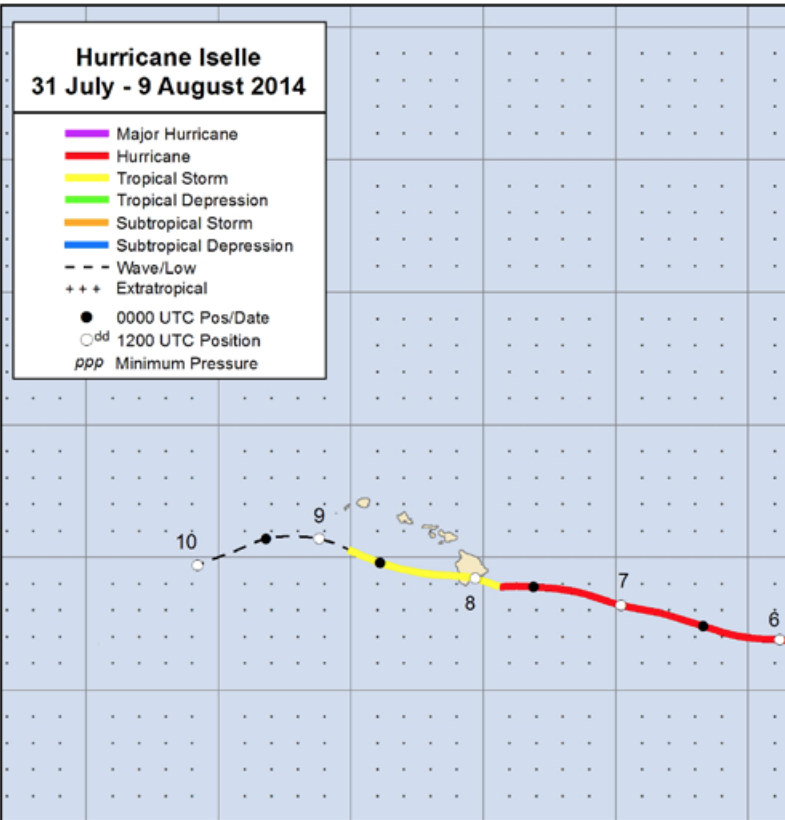 Hurricane Iselle
31 July - 9 August 2014
Major Hurricane
Hurricane
Tropical Storm
Tropical Depression
Subtropical Storm
Subtropical Depression
Wave/Low
+++ Extratropical
0000 UTC Pos/Date
dd 1200 UTC Position
ppp Minimum Pressure
10
9
8
7
6